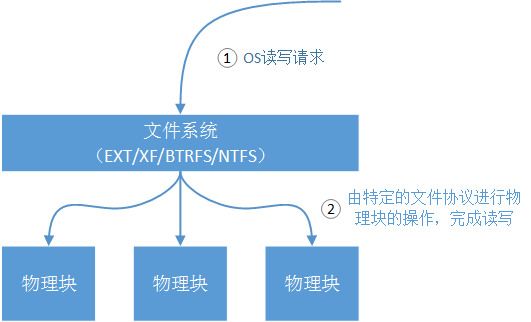 ① OS读写请求
文件系统
（EXT/XF/BTRFS/NTFS）
② 由特定的文件协议进行物
理块的操作，完成读写
物理块 物理块 物理块